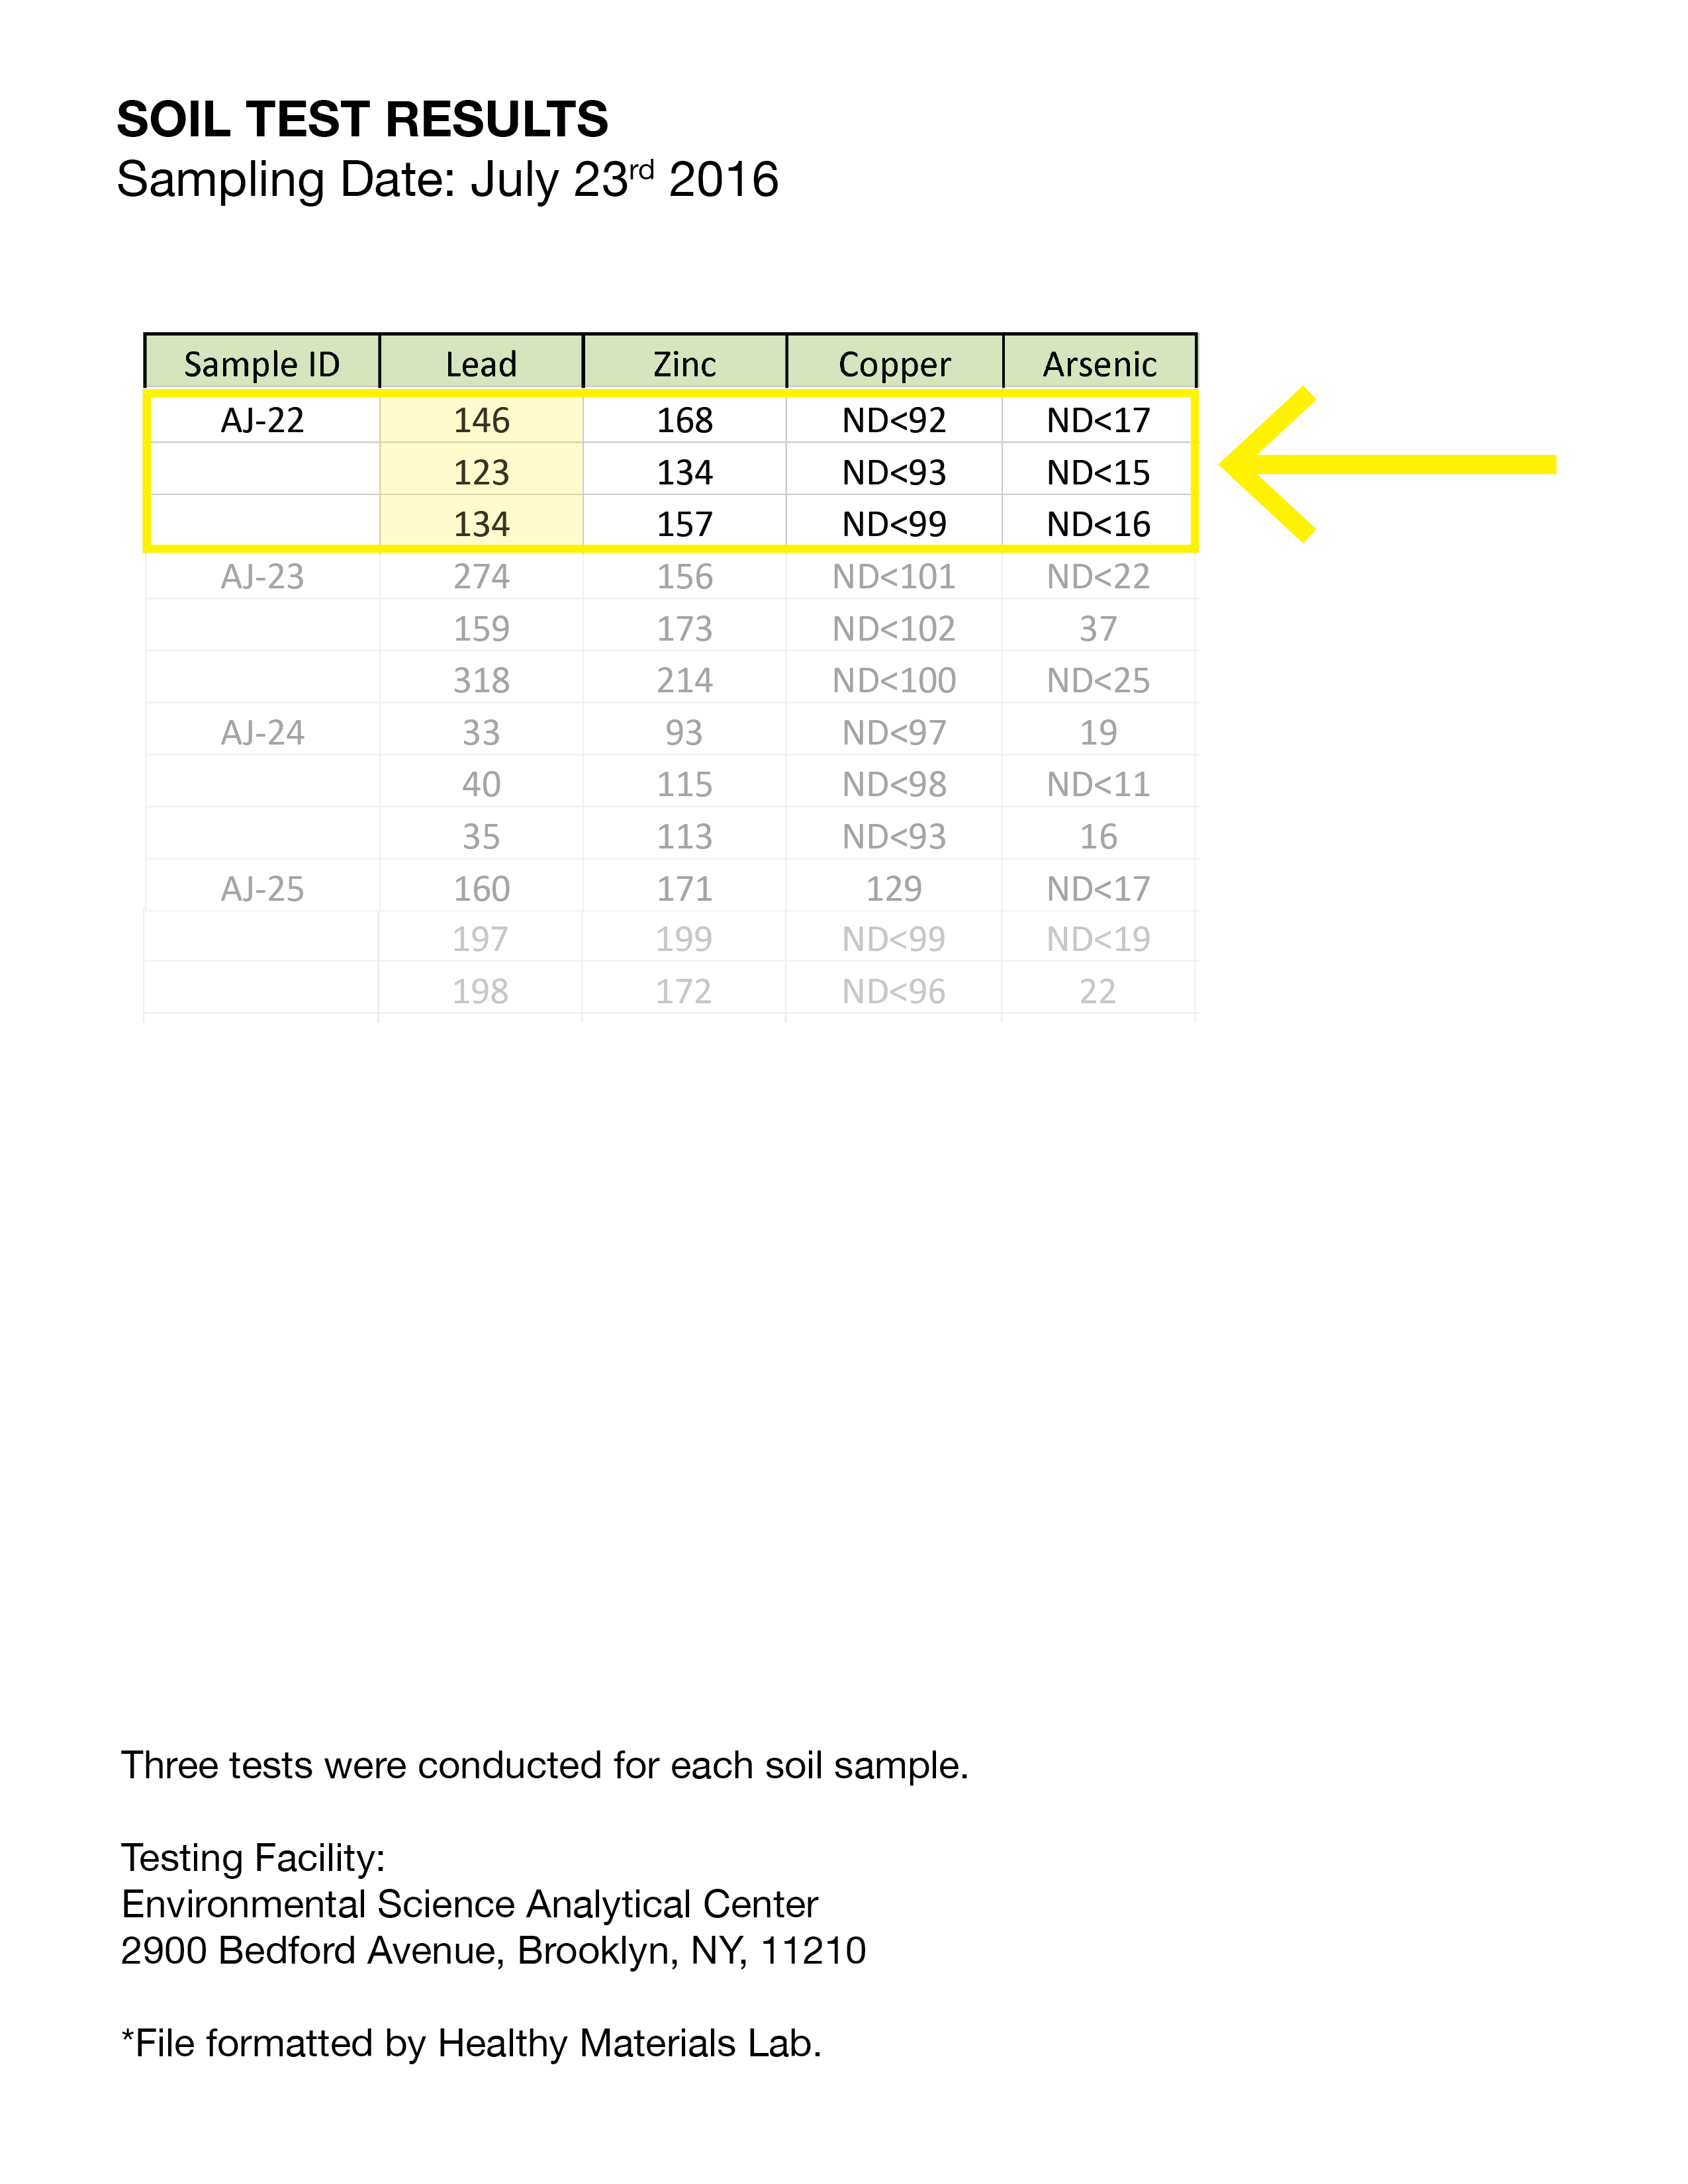 SOIL TEST RESULTS
Sampling Date: July 23rd 2016
Sample ID Lead Zinc Copper Arsenic
AJ-22 146 168 ND<92 ND<17
123 134 ND<93 ND<15
134 157 ND<99 ND<16
AJ-23 274 156 ND<101 ND<22
159 173 ND<102 37
318 214 ND<100 ND<25
AJ-24 33 93 ND<97 19
40 115 ND<98 ND<11
35 113 ND<93 16
AJ-25 160 171 129 ND<17
197 199 ND<99 ND<19
198 172 ND<96 22
Three tests were conducted for each soil sample.
Testing Facility:
Environmental Science Analytical Center
2900 Bedford Avenue, Brooklyn, NY, 11210
*File formatted by Healthy Materials Lab.